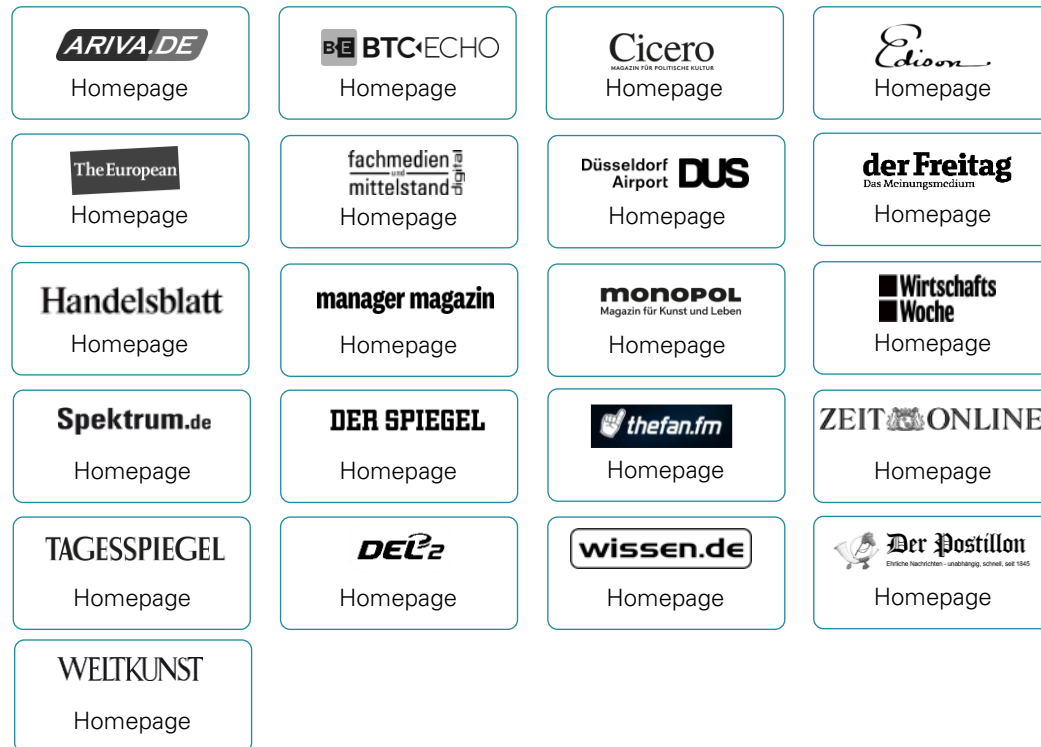 ARIVA.DE
Homepage
BE BTC ECHO
Homepage
Cicero
MAGAZIN FÜR POLITISCHE KULTUR
Homepage
Edison.
Homepage
The European
Homepage
fachmedien
und
mittelstand
digital
Homepage
Düsseldorf
Airport DUS
Homepage
der Freitag
Das Meinungsmedium
Homepage
Handelsblatt
Homepage
manager magazin
Homepage
monopol
Magazin für Kunst und Leben
Homepage
Wirtschafts
Woche
Homepage
Spektrum.de
Homepage
DER SPIEGEL
Homepage
thefan.fm
Homepage
ZEIT ONLINE
Homepage
TAGESSPIEGEL
Homepage
DEL2
Homepage
wissen.de
Homepage
Der Postillon
Ehrliche Nachrichten - unabhängig, schnell, seit 1845
Homepage
WELTKUNST
Homepage